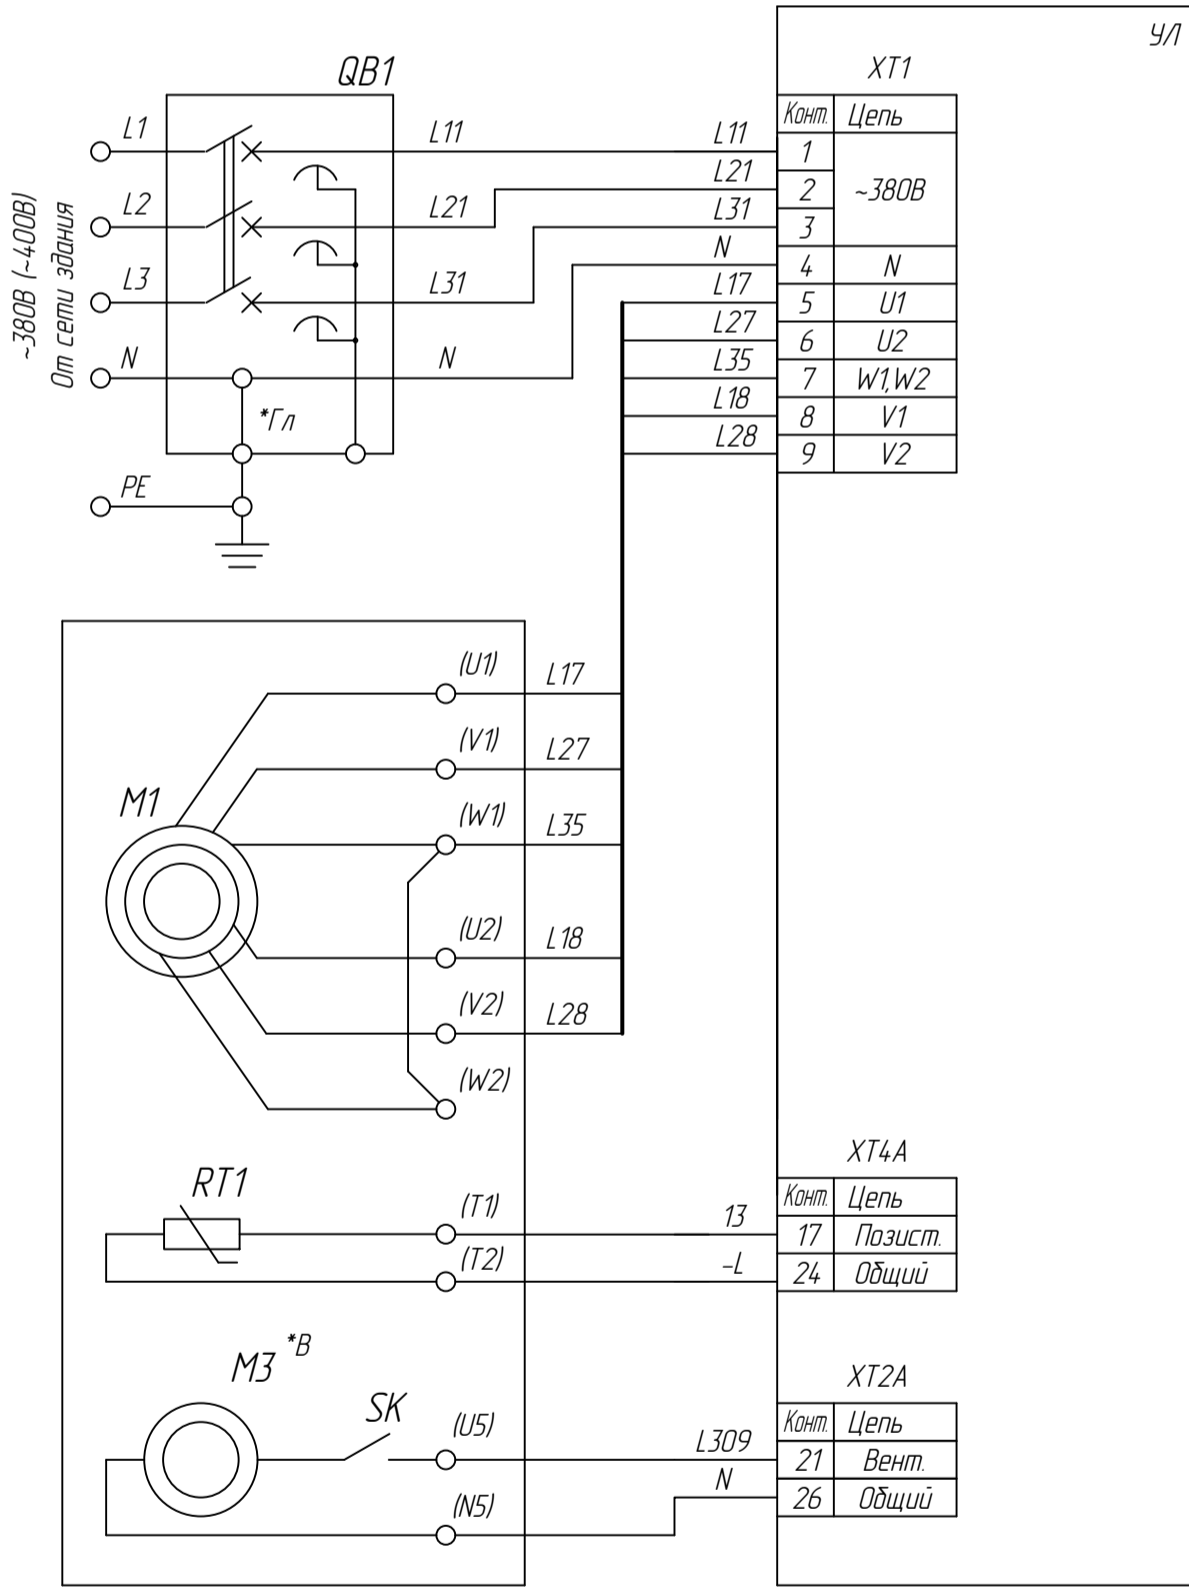 УЛ
QB1
XT1
Конт. Цепь
L1 L11 L11 1
~380В
L2 L21 L21 2
L31 3
N 4 N
L3 L31 L17 5 U1
L27 6 U2
N N L35 7 W1,W2
*Гл L18 8 V1
L28 9 V2
PE
~380В (~400В)
От сети здания
(U1) L17
(V1) L27
M1 (W1) L35
(U2) L18
(V2) L28
(W2)
XT4A
Конт. Цепь
RT1 (T1) 13 17 Позист.
(T2) -L 24 Общий
M3 *В
XT2A
Конт. Цепь
SK (U5) L309 21 Вент.
(N5) N 26 Общий